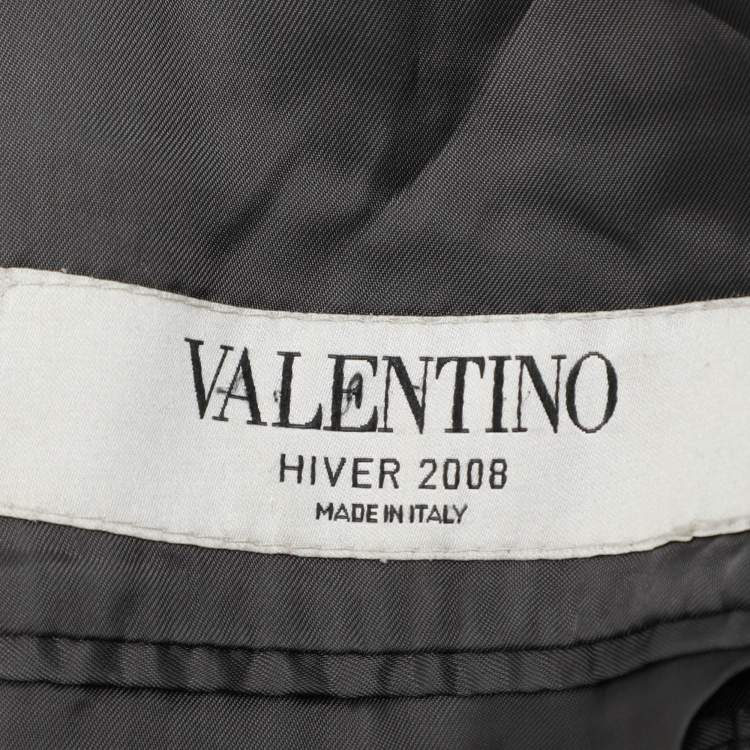 VALENTINO
HIVER 2008
MADE IN ITALY